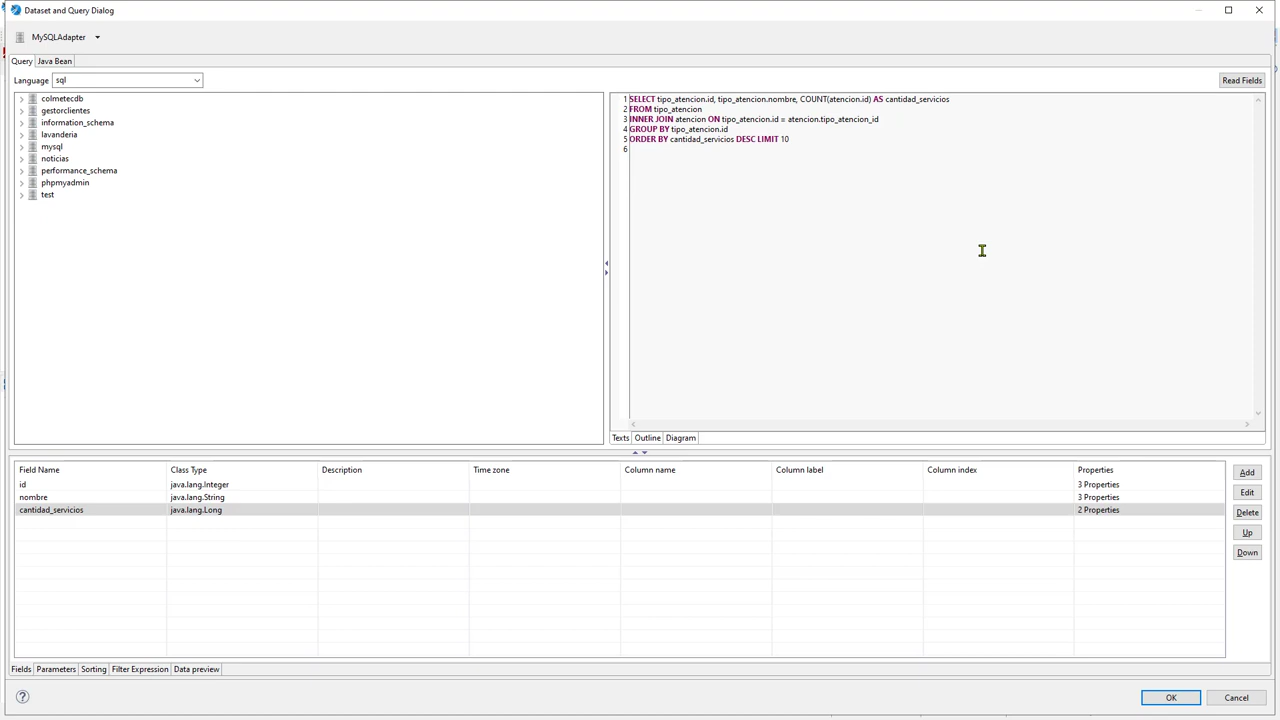 Dataset and Query Dialog
MySQLAdapter
Query Java Bean
Language sql
Read Fields
colmetecdb
gestorclientes
information_schema
lavanderia
mysql
noticias
performance_schema
phpmyadmin
test
1 SELECT tipo_atencion.id, tipo_atencion.nombre, COUNT(atencion.id) AS cantidad_servicios
2 FROM tipo_atencion
3 INNER JOIN atencion ON tipo_atencion.id = atencion.tipo_atencion_id
4 GROUP BY tipo_atencion.id
5 ORDER BY cantidad_servicios DESC LIMIT 10
6
Texts Outline Diagram
Field Name Class Type Description Time zone Column name Column label Column index Properties
id java.lang.Integer 3 Properties
nombre java.lang.String 3 Properties
cantidad_servicios java.lang.Long 2 Properties
Add
Edit
Delete
Up
Down
Fields Parameters Sorting Filter Expression Data preview
? OK Cancel